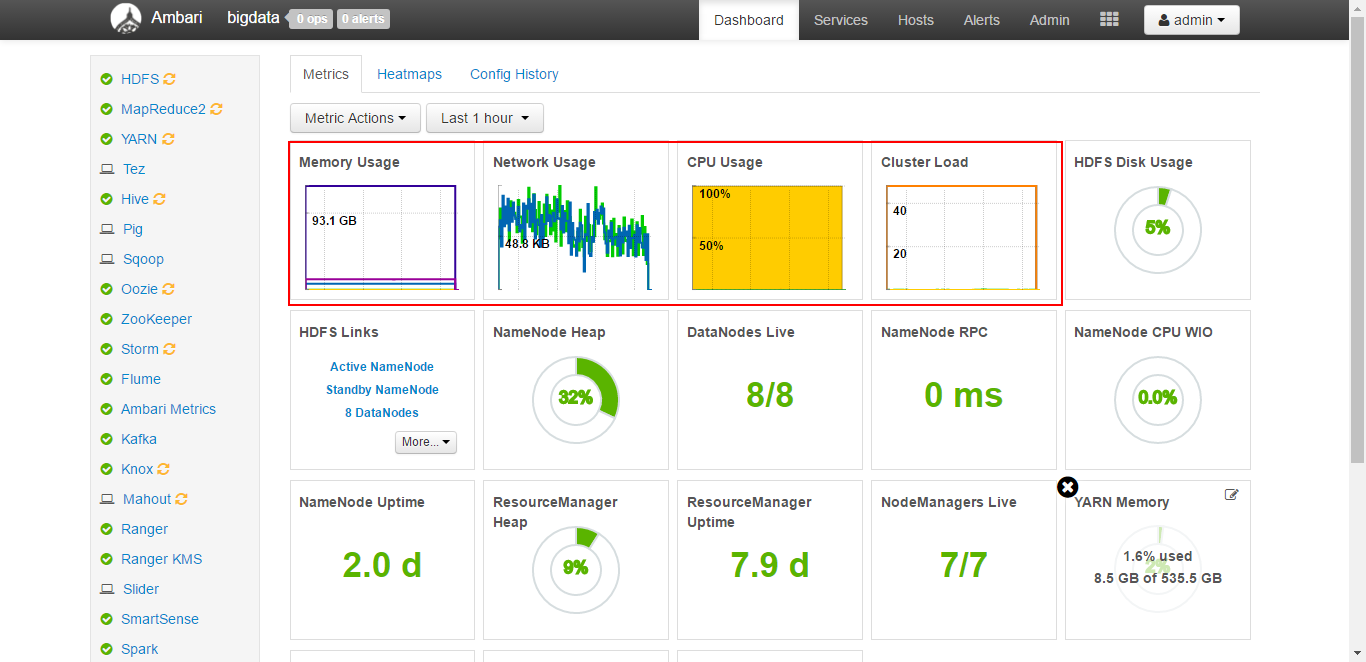 Ambari bigdata 0 ops 0 alerts Dashboard Services Hosts Alerts Admin admin
HDFS
MapReduce2
YARN
Tez
Hive
Pig
Sqoop
Oozie
ZooKeeper
Storm
Flume
Ambari Metrics
Kafka
Knox
Mahout
Ranger
Ranger KMS
Slider
SmartSense
Spark
Metrics Heatmaps Config History
Metric Actions Last 1 hour
Memory Usage
93.1 GB
Network Usage
48.8 KB
CPU Usage
100%
50%
Cluster Load
40
20
HDFS Disk Usage
5%
HDFS Links
Active NameNode
Standby NameNode
8 DataNodes
More...
NameNode Heap
32%
DataNodes Live
8/8
NameNode RPC
0 ms
NameNode CPU WIO
0.0%
NameNode Uptime
2.0 d
ResourceManager
Heap
9%
ResourceManager
Uptime
7.9 d
NodeManagers Live
7/7
YARN Memory
1.6% used
2%
8.5 GB of 535.5 GB